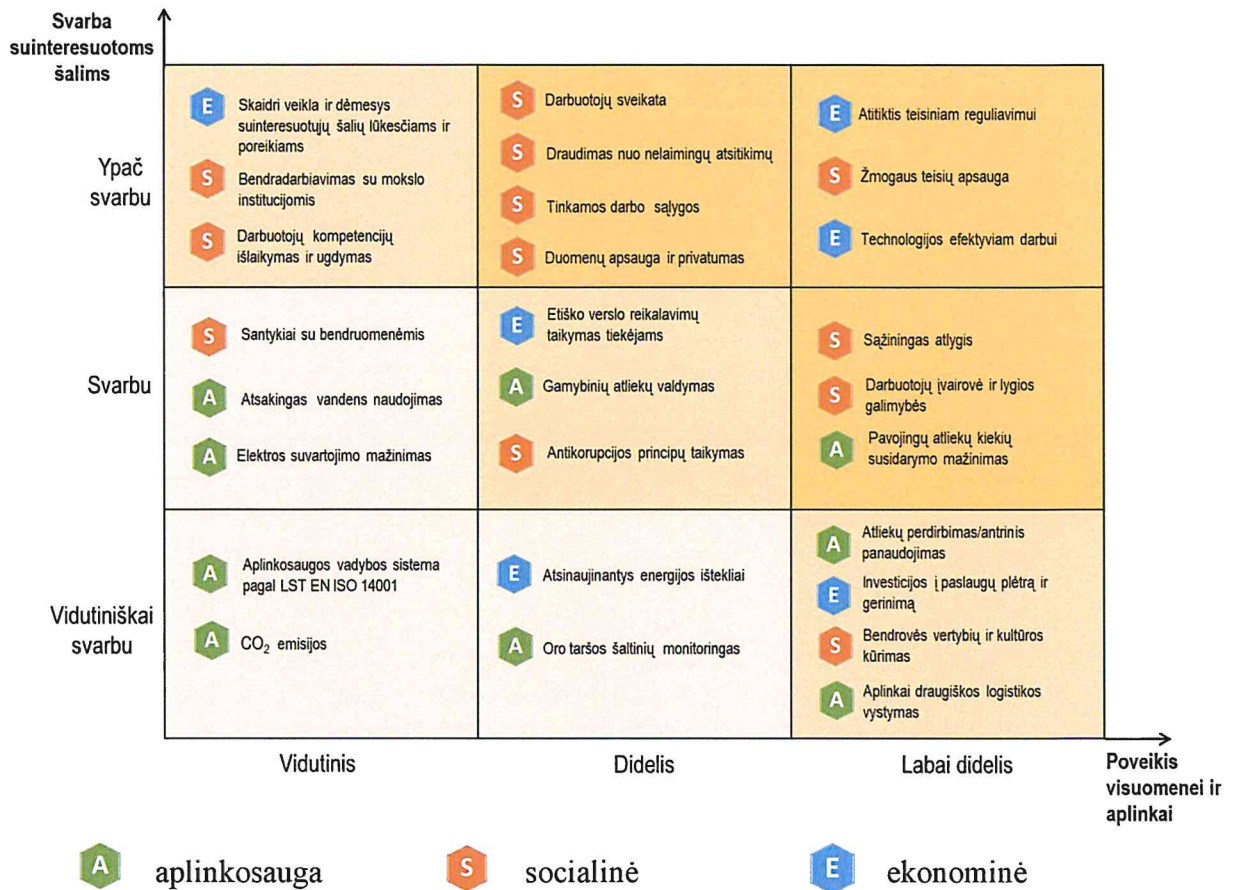 Svarba
suinteresuotoms
šalims
Ypač
svarbu
E
Skaidri veikla ir dėmesys
suinteresuotųjų šalių lūkesčiams ir
poreikiams
S
Bendradarbiavimas su mokslo
institucijomis
S
Darbuotojų kompetencijų
išlaikymas ir ugdymas
S Darbuotojų sveikata
S Draudimas nuo nelaimingų atsitikimų
S Tinkamos darbo sąlygos
S Duomenų apsauga ir privatumas
E Atitiktis teisiniam reguliavimui
S Žmogaus teisių apsauga
E Technologijos efektyviam darbui
Svarbu
S Santykiai su bendruomenėmis
A Atsakingas vandens naudojimas
A Elektros suvartojimo mažinimas
E
Etiško verslo reikalavimų
taikymas tiekėjams
A Gamybinių atliekų valdymas
S Antikorupcijos principų taikymas
S Sąžiningas atlygis
S
Darbuotojų įvairovė ir lygios
galimybės
A
Pavojingų atliekų kiekių
susidarymo mažinimas
Vidutiniškai
svarbu
A
Aplinkosaugos vadybos sistema
pagal LST EN ISO 14001
A CO₂ emisijos
E Atsinaujinantys energijos ištekliai
A Oro taršos šaltinių monitoringas
A
Atliekų perdirbimas/antrinis
panaudojimas
E
Investicijos į paslaugų plėtrą ir
gerinimą
S
Bendrovės vertybių ir kultūros
kūrimas
A
Aplinkai draugiškos logistikos
vystymas
Vidutinis
Didelis
Labai didelis
Poveikis
visuomenei ir
aplinkai
A aplinkosauga
S socialinė
E ekonominė